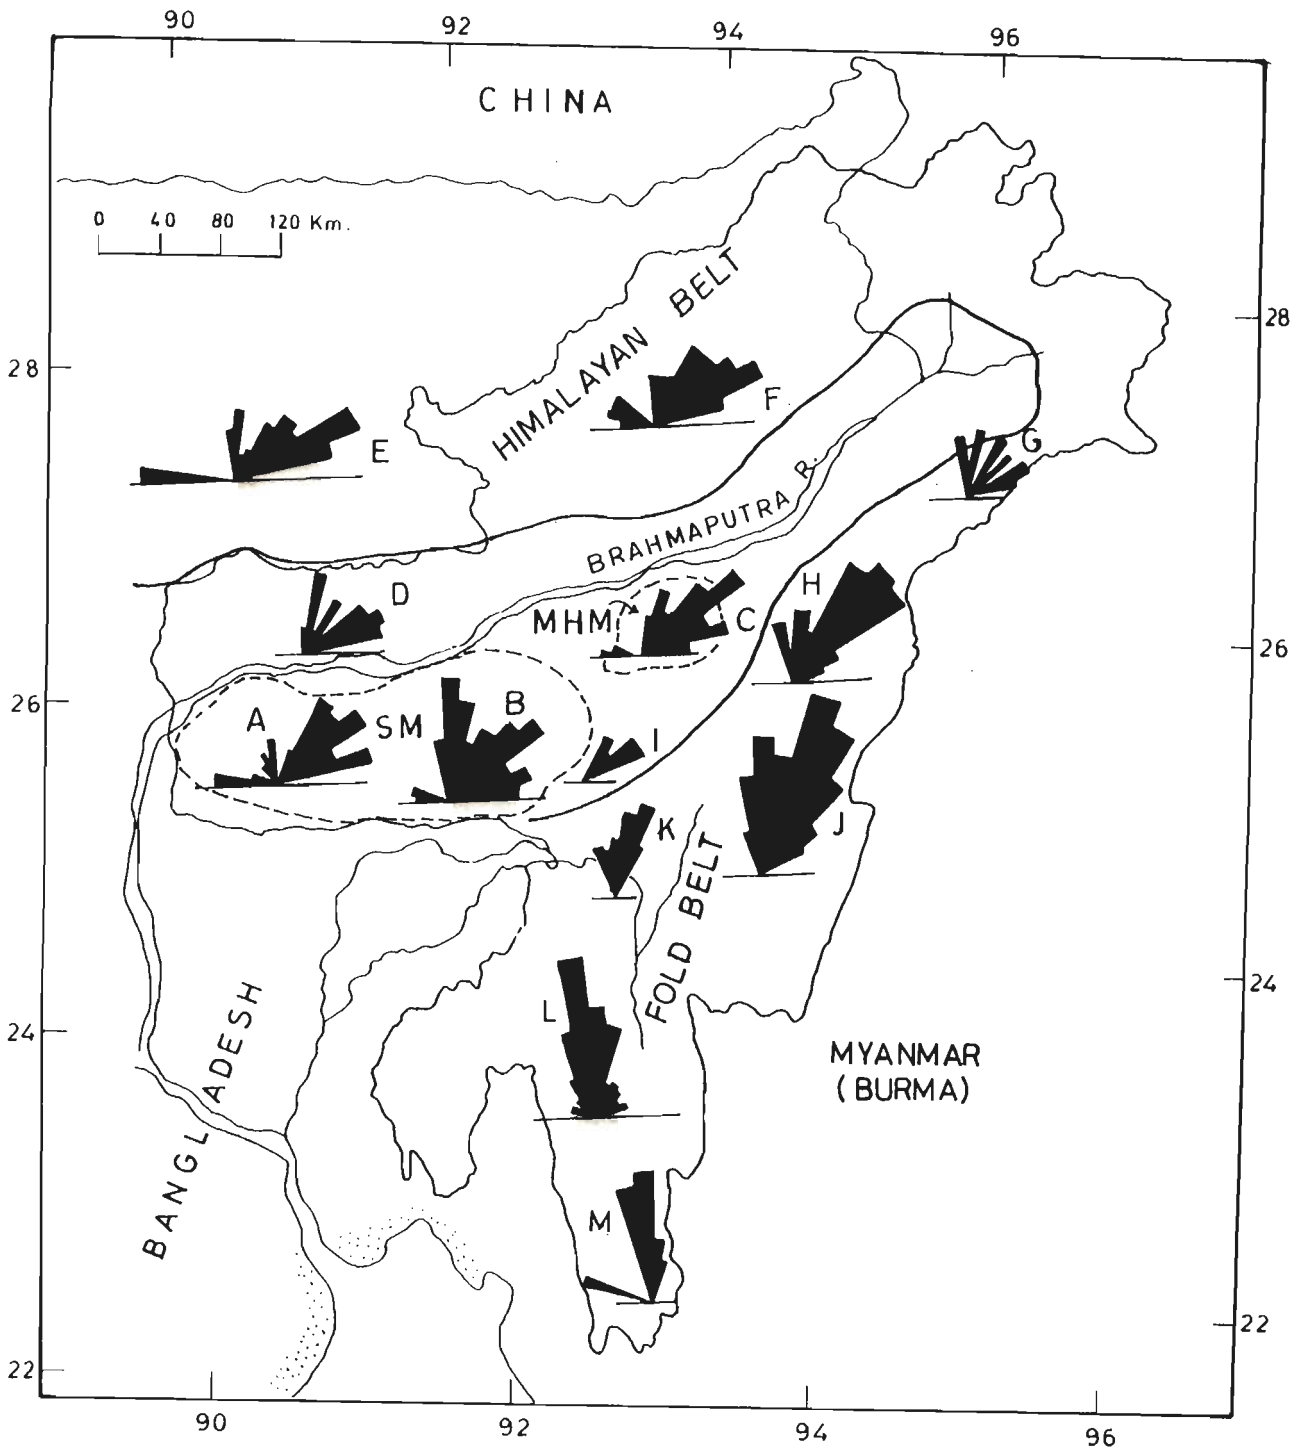 90 92 94 96
CHINA
0 40 80 120 Km.
HIMALAYAN BELT
28
28
E
F
G
BRAHMAPUTRA R.
D
MHM
C
H
26
26
A
SM
B
I
K
J
FOLD BELT
24
24
L
BANGLADESH
MYANMAR
(BURMA)
M
22
22
90 92 94 96